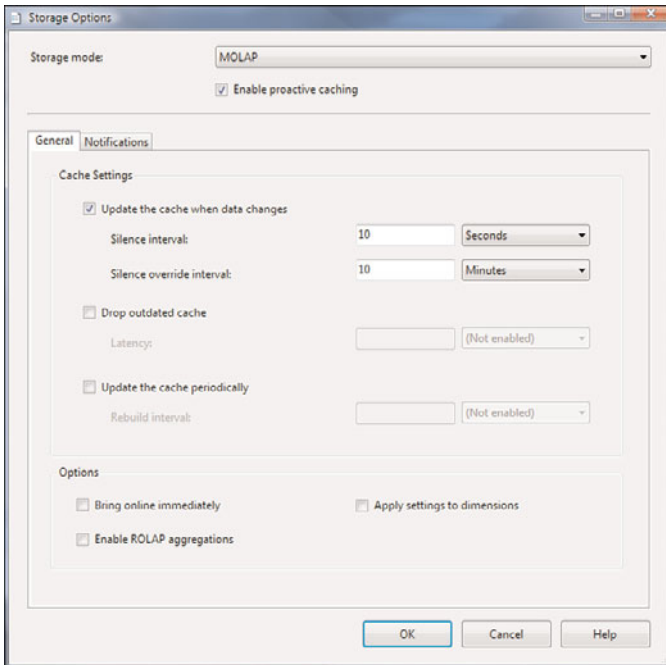 Storage Options
Storage mode: MOLAP
Enable proactive caching
General Notifications
Cache Settings
Update the cache when data changes
Silence interval: 10 Seconds
Silence override interval: 10 Minutes
Drop outdated cache
Latency: (Not enabled)
Update the cache periodically
Rebuild interval: (Not enabled)
Options
Bring online immediately Apply settings to dimensions
Enable ROLAP aggregations
OK Cancel Help